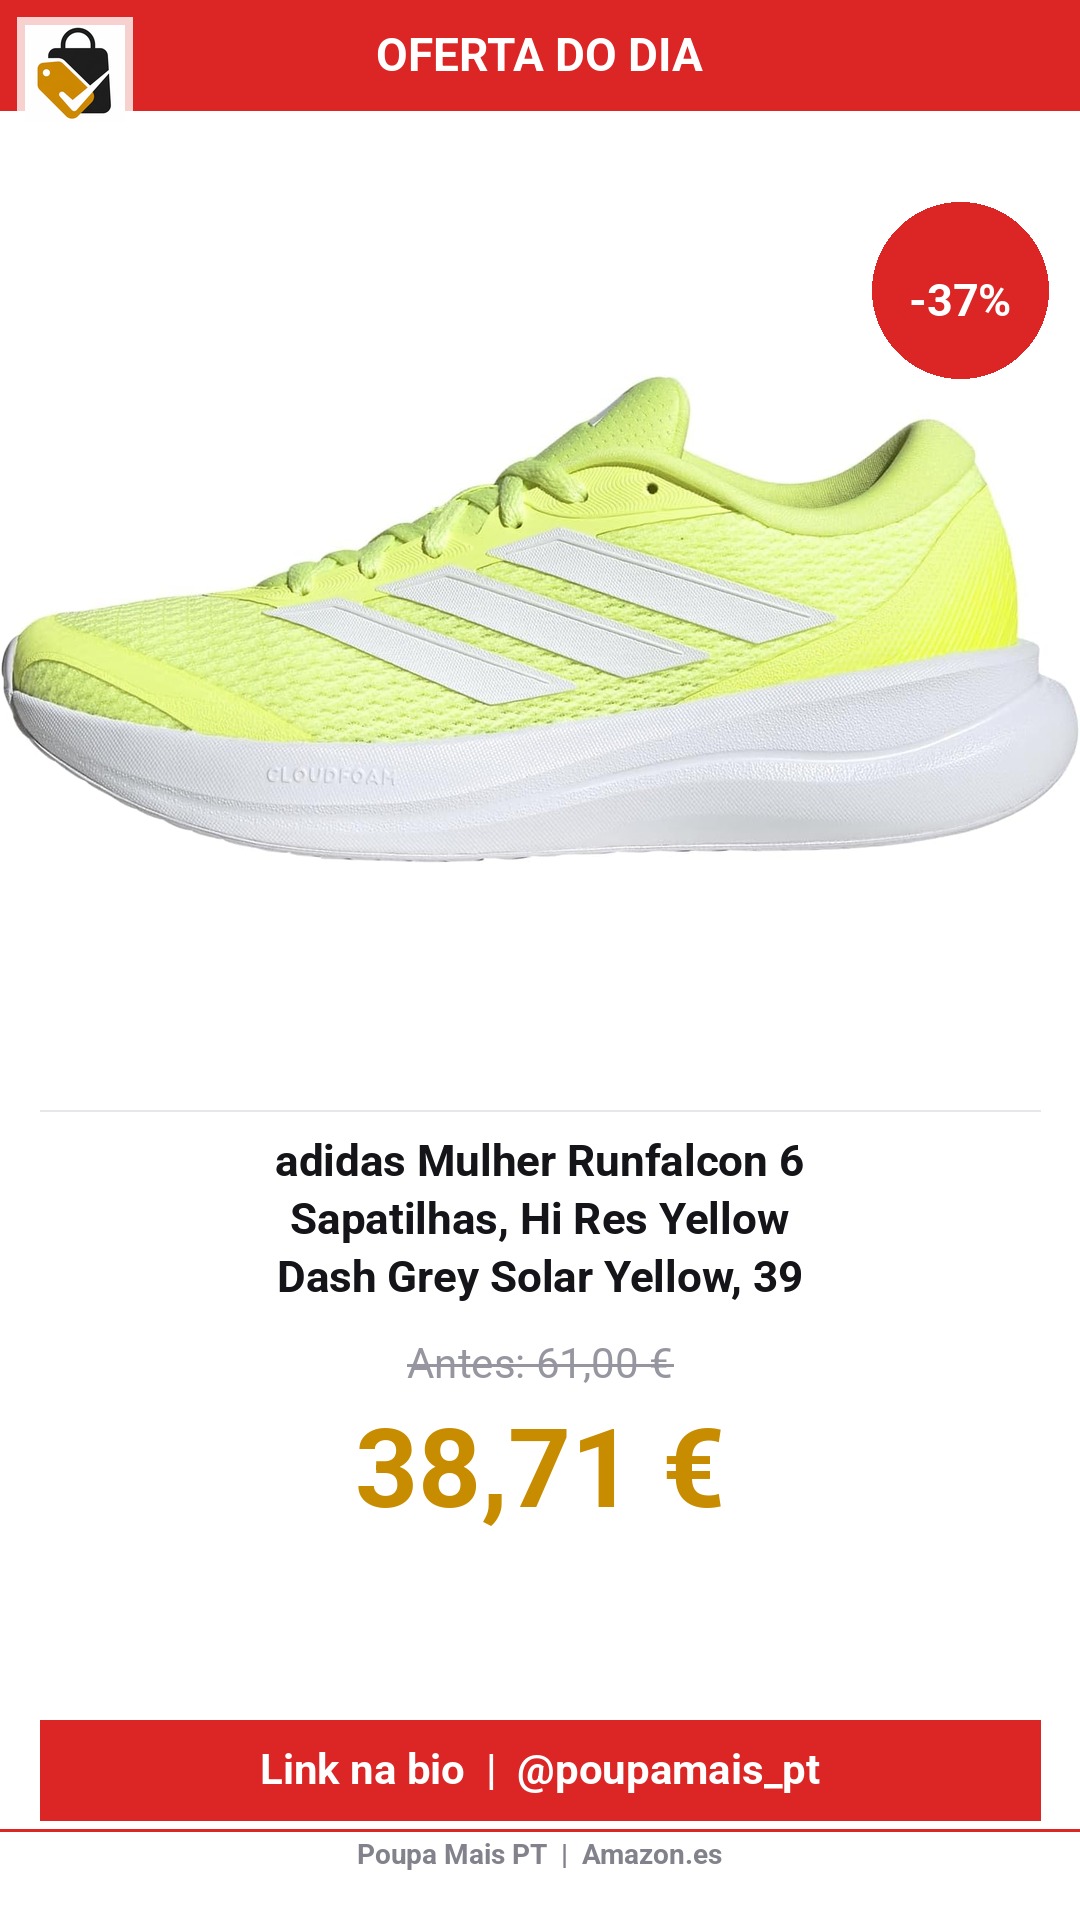 OFERTA DO DIA
-37%
CLOUDFOAM
adidas Mulher Runfalcon 6
Sapatilhas, Hi Res Yellow
Dash Grey Solar Yellow, 39
Antes: 61,00 €
38,71 €
Link na bio | @poupamais_pt
Poupa Mais PT | Amazon.es